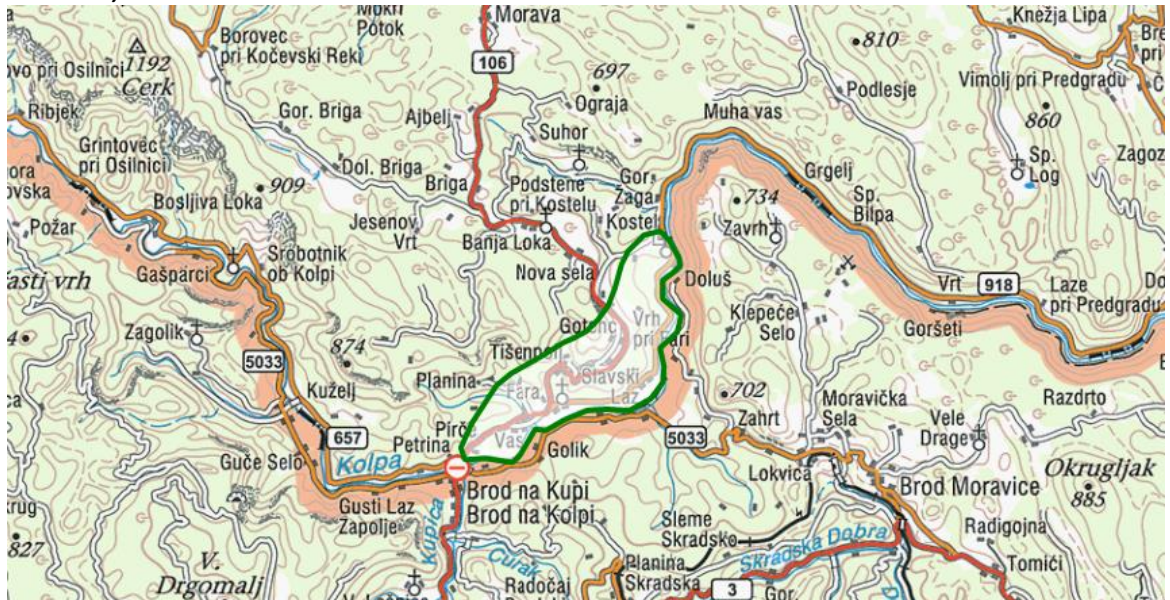 Mokri
Potok
Morava
Knežja Lipa
Borovec
pri Kočevski Reki
106
810
Vimolj pri Predgradu
1192
Cerk
697
Ograja
Podlesje
860
Ribjek
Gor. Briga
Ajbelj
Muha vas
Grintovec
pri Osilnici
Suhor
Sp.
Log
Dol. Briga
Briga
Podstene
pri Kostelu
Gor.
Žaga
Grgelj
909
734
Sp.
Bilpa
Bosljiva Loka
Jesenov
Vrt
Kostel
Zavrh
Požar
Banja Loka
Srobotnik
ob Kolpi
Nova sela
Gašparci
Doluš
Vrt
918
Laze
pri Predgradu
Klepeće
Selo
Goršeti
Zagolik
Gotenc
Vrh
pri Fari
874
Tišenpolj
5033
Planina
Slavski
Laz
Fara
Kuželj
702
Razdrto
Moravička
Sela
Vele
Drage
Pirče
Vas
Zahrt
657
Petrina
5033
Kolpa
Golik
Guče Selo
Lokvica
Okrugljak
885
Brod na Kupi
Brod na Kolpi
Brod Moravice
Gusti Laz
Zapolje
Kupica
Sleme
Skradsko
Radigojna
827
Čurak
Skradska Dobra
Tomići
V.
Drgomalj
Planina
Skradska
Radočaj
3
Gor.